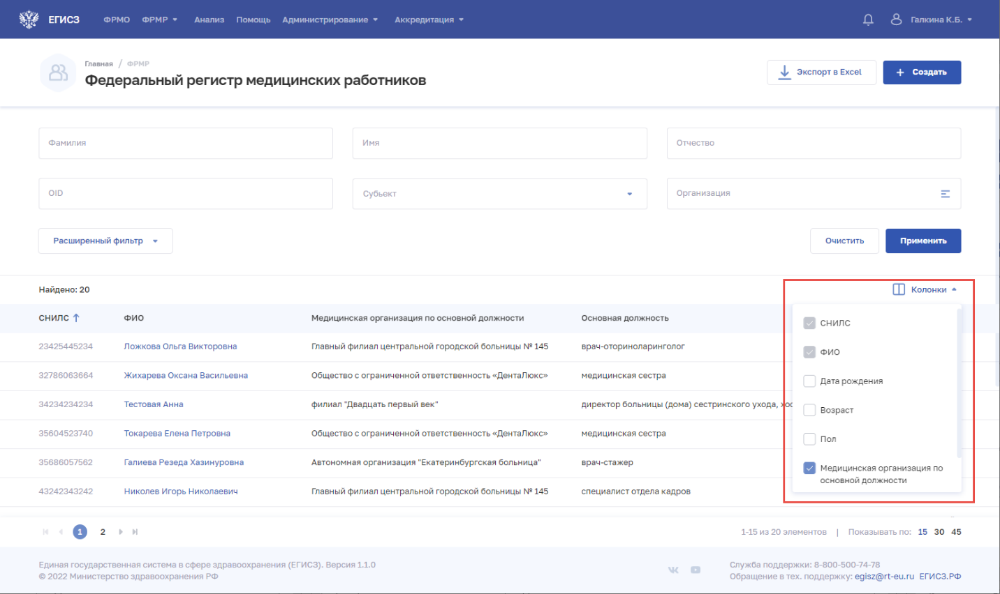 ЕГИСЗ ФРМО ФРМР Анализ Помощь Администрирование Аккредитация Галкина К.Б.
Главная / ФРМР
Федеральный регистр медицинских работников
Экспорт в Excel + Создать
Фамилия Имя Отчество
OID Субьект Организация
Расширенный фильтр Очистить Применить
Найдено: 20 Колонки
СНИЛС ФИО Медицинская организация по основной должности Основная должность
23425445234 Ложкова Ольга Викторовна Главный филиал центральной городской больницы № 145 врач-оториноларинголог
32786063664 Жихарева Оксана Васильевна Общество с ограниченной ответственность «ДентаЛюкс» медицинская сестра
34234234234 Тестовая Анна филиал "Двадцать первый век" директор больницы (дома) сестринского ухода, хос
35604523740 Токарева Елена Петровна Общество с ограниченной ответственность «ДентаЛюкс» медицинская сестра
35686057562 Галиева Резеда Хазинуровна Автономная организация "Екатеринбургская больница" врач-стажер
43242343242 Николев Игорь Николаевич Главный филиал центральной городской больницы № 145 специалист отдела кадров
СНИЛС
ФИО
Дата рождения
Возраст
Пол
Медицинская организация по
основной должности
1 2 1-15 из 20 элементов | Показывать по: 15 30 45
Единая государственная система в сфере здравоохранения (ЕГИСЗ). Версия 1.1.0
© 2022 Министерство здравоохранения РФ
Служба поддержки: 8-800-500-74-78
Обращение в тех. поддержку: egisz@rt-eu.ru ЕГИСЗ.РФ